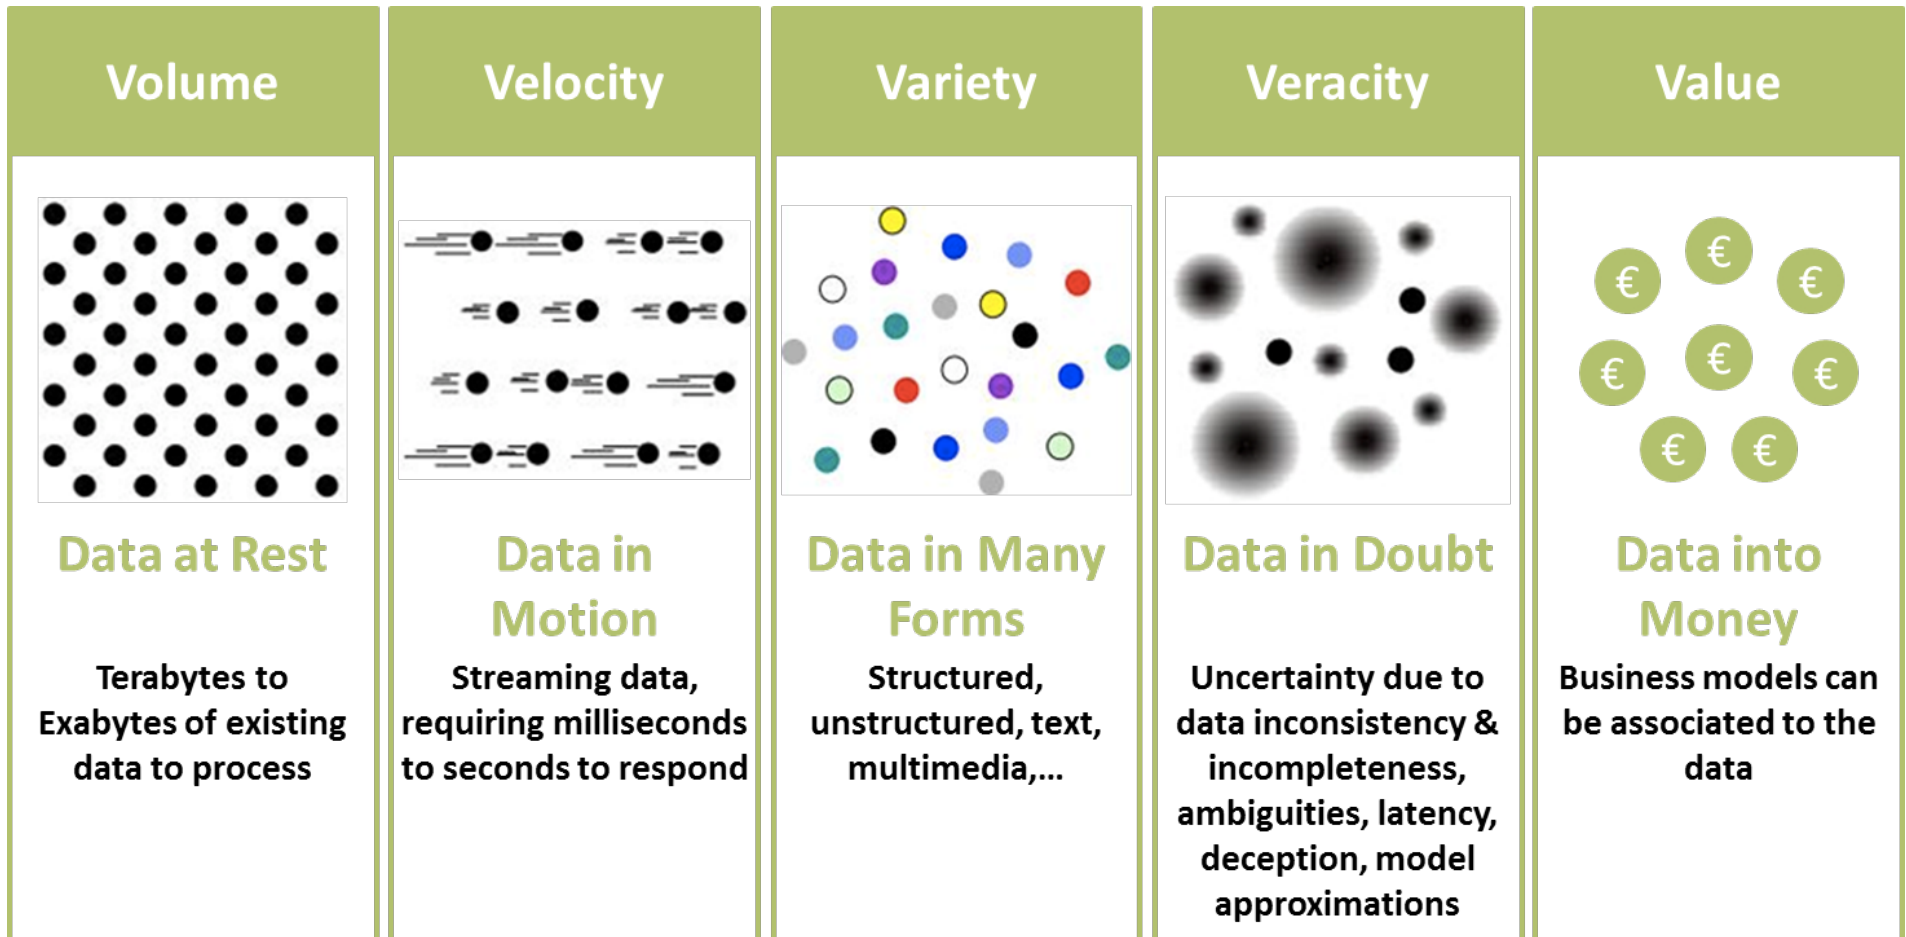 Volume
€
€
€
€
€
€
€
€
Data at Rest
Terabytes to
Exabytes of existing
data to process
Velocity
Data in
Motion
Streaming data,
requiring milliseconds
to seconds to respond
Variety
Data in Many
Forms
Structured,
unstructured, text,
multimedia,...
Veracity
Data in Doubt
Uncertainty due to
data inconsistency &
incompleteness,
ambiguities, latency,
deception, model
approximations
Value
Data into
Money
Business models can
be associated to the
data